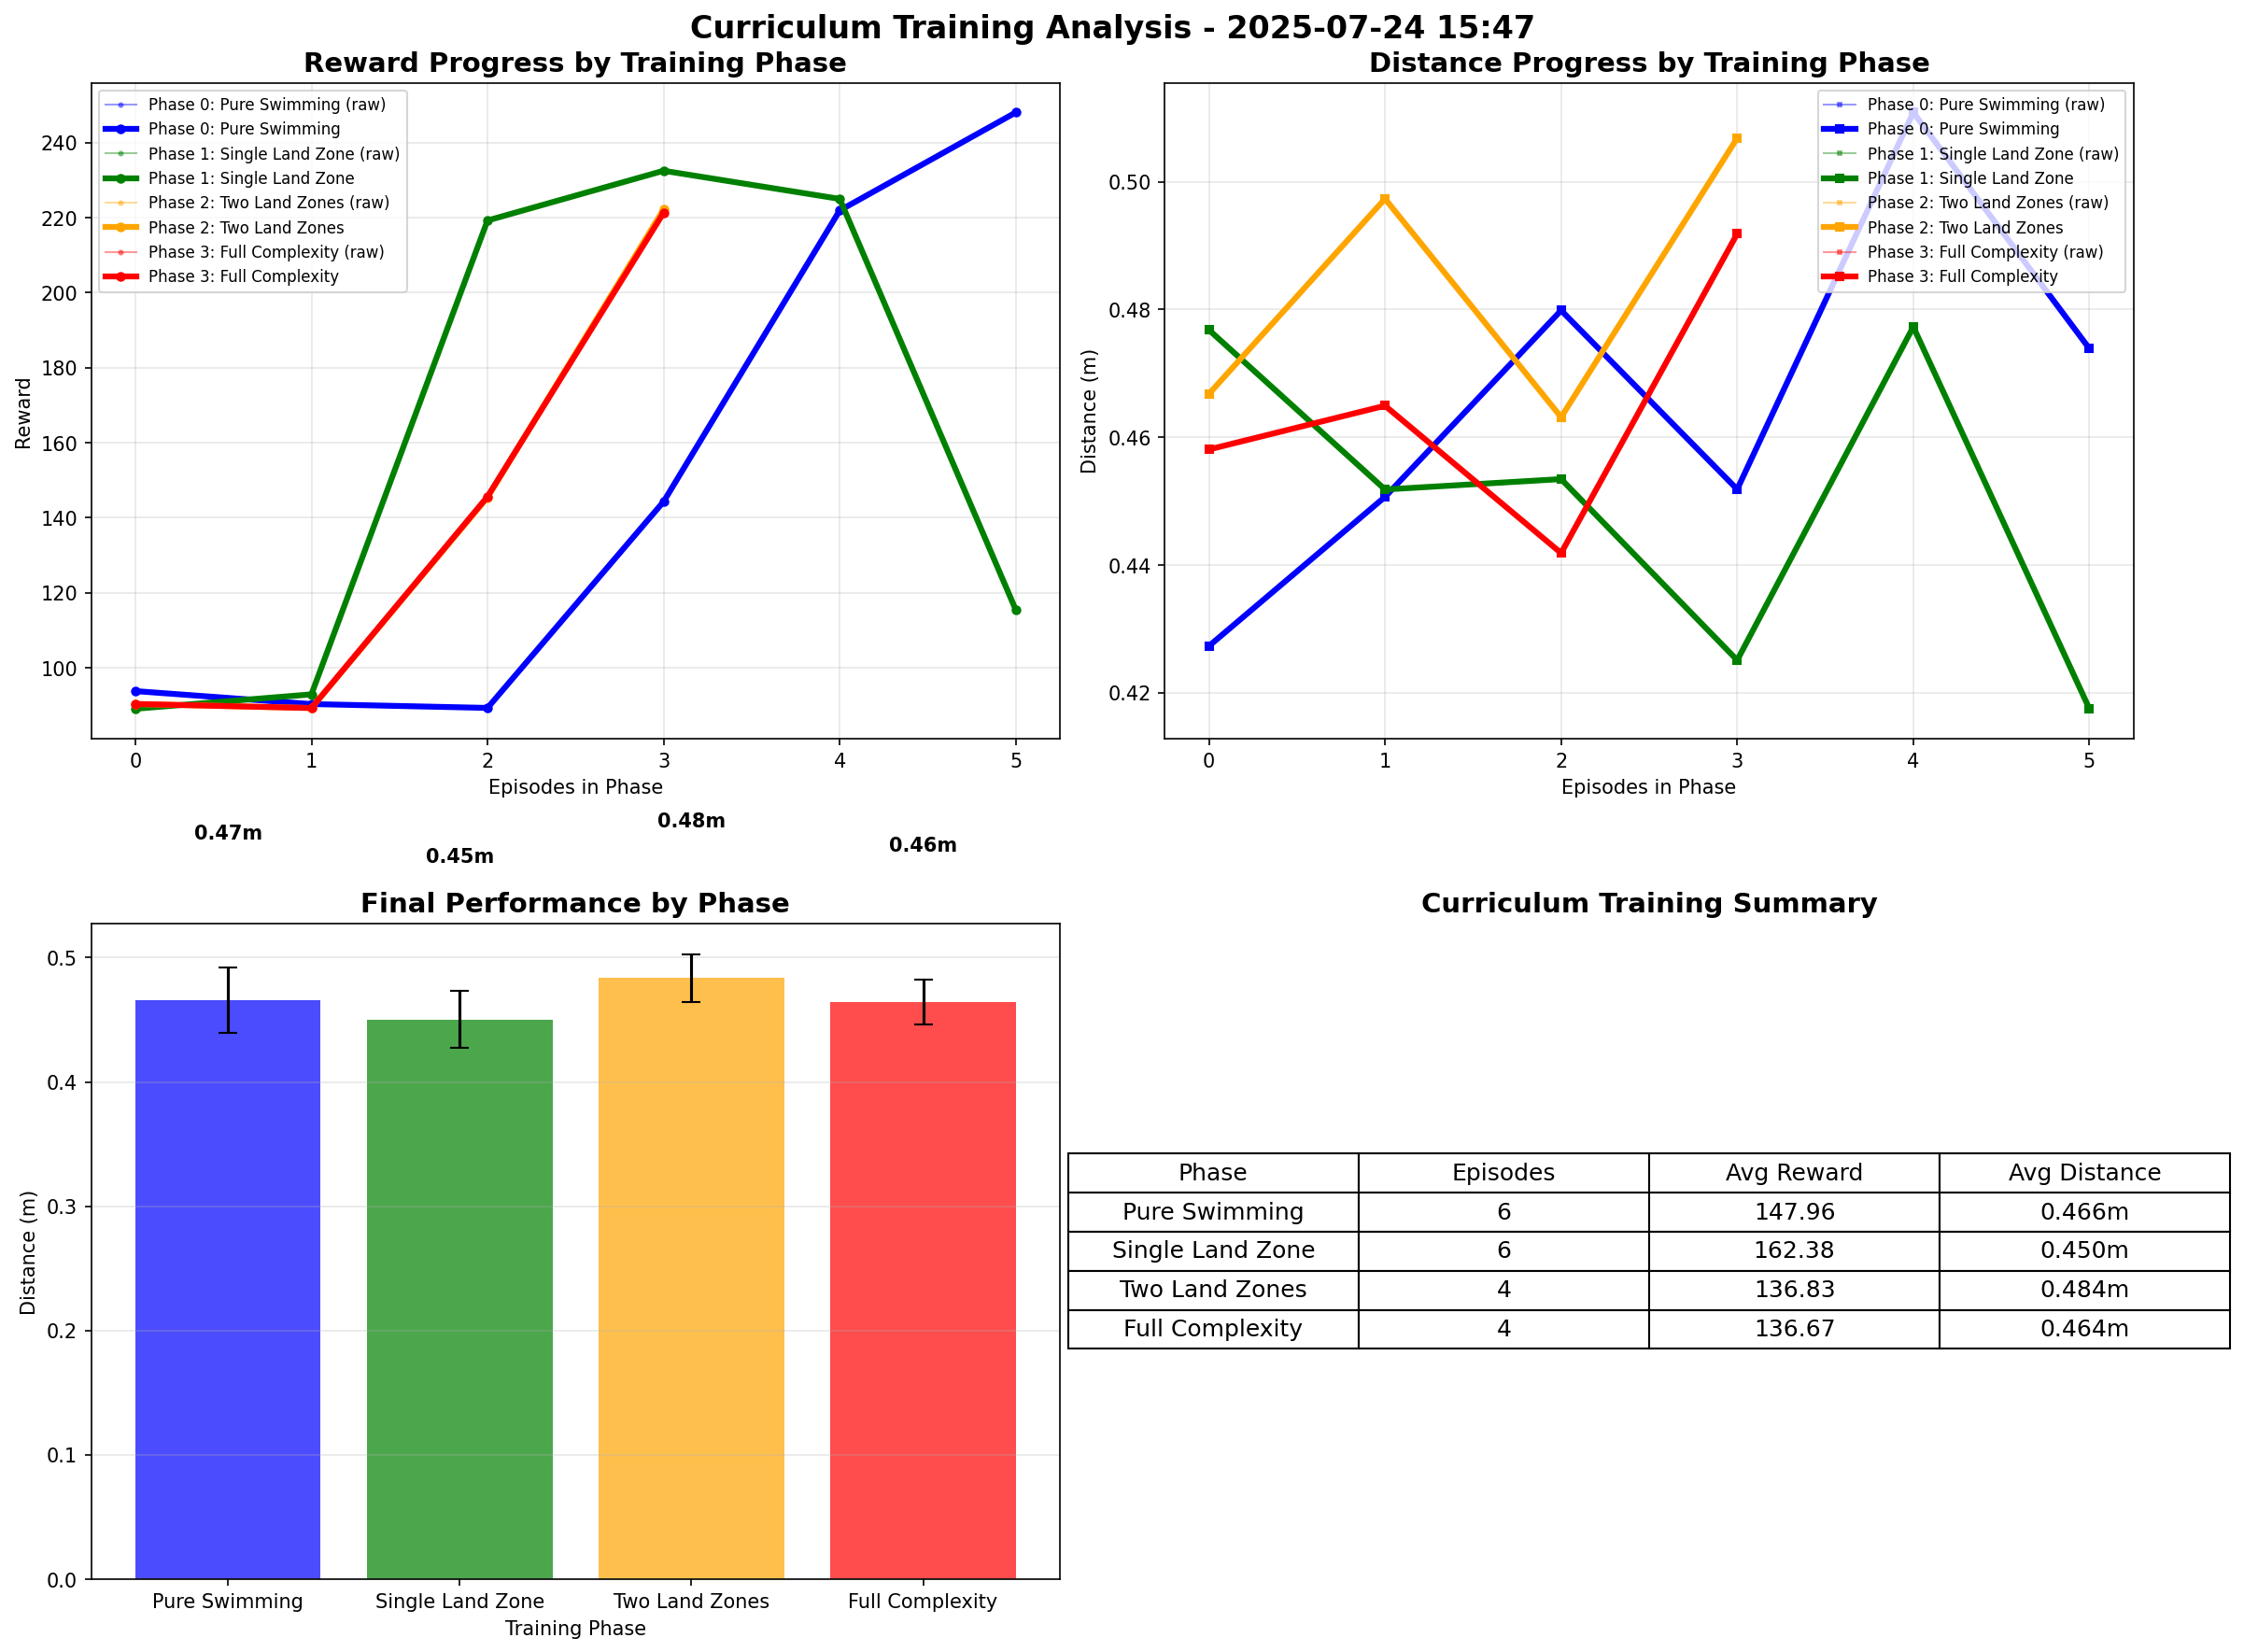 Curriculum Training Analysis - 2025-07-24 15:47
Reward Progress by Training Phase
Phase 0: Pure Swimming (raw)
Phase 0: Pure Swimming
Phase 1: Single Land Zone (raw)
Phase 1: Single Land Zone
Phase 2: Two Land Zones (raw)
Phase 2: Two Land Zones
Phase 3: Full Complexity (raw)
Phase 3: Full Complexity
240
220
200
180
160
140
120
100
Reward
0 1 2 3 4 5
Episodes in Phase
Distance Progress by Training Phase
Phase 0: Pure Swimming (raw)
Phase 0: Pure Swimming
Phase 1: Single Land Zone (raw)
Phase 1: Single Land Zone
Phase 2: Two Land Zones (raw)
Phase 2: Two Land Zones
Phase 3: Full Complexity (raw)
Phase 3: Full Complexity
0.50
0.48
0.46
0.44
0.42
Distance (m)
0 1 2 3 4 5
Episodes in Phase
0.47m
0.45m
0.48m
0.46m
Final Performance by Phase
0.5
0.4
0.3
0.2
0.1
0.0
Distance (m)
Pure Swimming Single Land Zone Two Land Zones Full Complexity
Training Phase
Curriculum Training Summary
Phase Episodes Avg Reward Avg Distance
Pure Swimming 6 147.96 0.466m
Single Land Zone 6 162.38 0.450m
Two Land Zones 4 136.83 0.484m
Full Complexity 4 136.67 0.464m